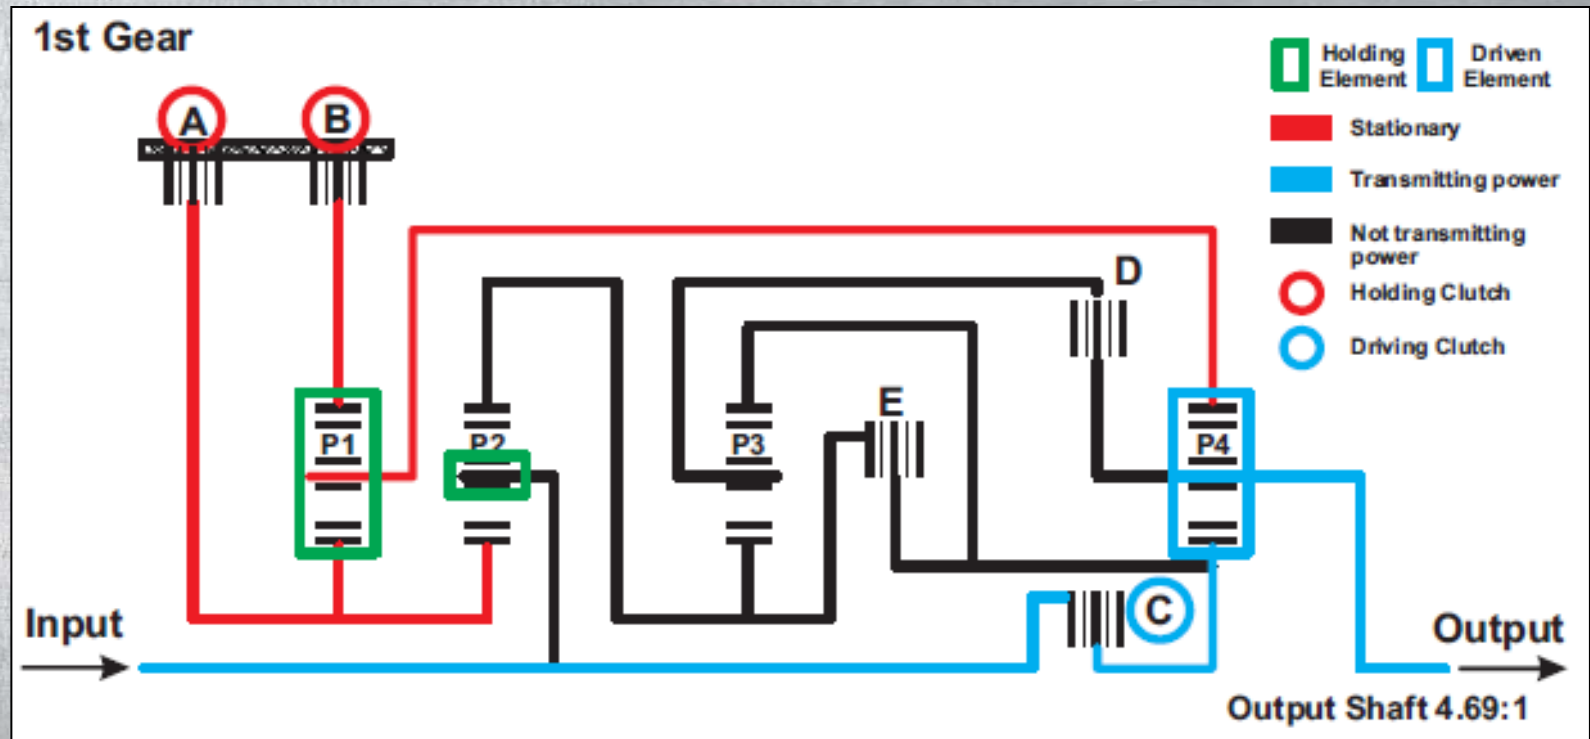 1st Gear
Holding
Element
Driven
Element
A
B
Stationary
Transmitting power
Not transmitting
power
D
Holding Clutch
Driving Clutch
E
P1
P2
P3
P4
C
Input
Output
Output Shaft 4.69:1